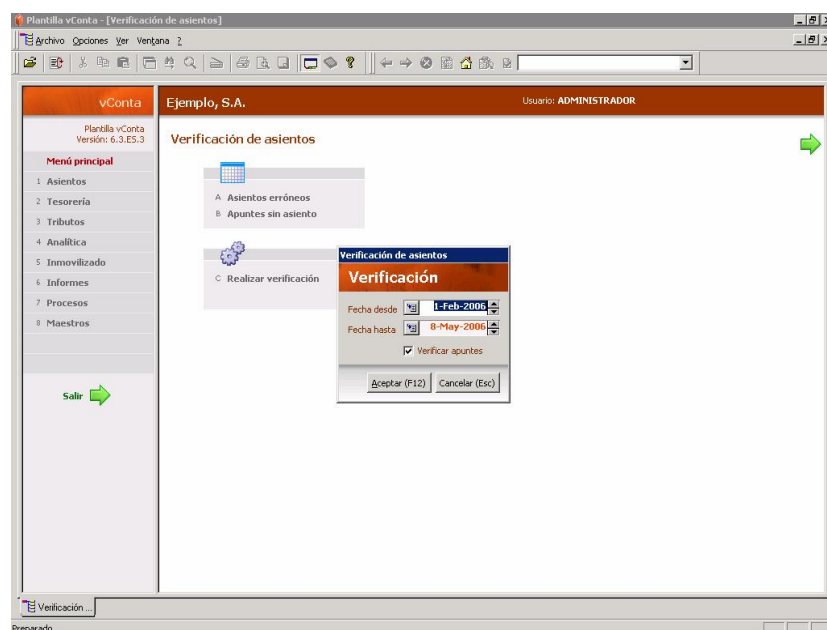 Plantilla vConta - [Verificación de asientos]
Archivo Opciones Ver Ventana ?
vConta
Ejemplo, S.A.
Usuario: ADMINISTRADOR
Plantilla vConta
Versión: 6.3.E5.3
Verificación de asientos
Menú principal
1 Asientos
2 Tesorería
3 Tributos
4 Analítica
5 Inmovilizado
6 Informes
7 Procesos
8 Maestros
Salir
A Asientos erróneos
B Apuntes sin asiento
C Realizar verificación
Verificación de asientos
Verificación
Fecha desde 1-Feb-2006
Fecha hasta 8-May-2006
Verificar apuntes
Aceptar (F12) Cancelar (Esc)
Verificación ...
Preparado